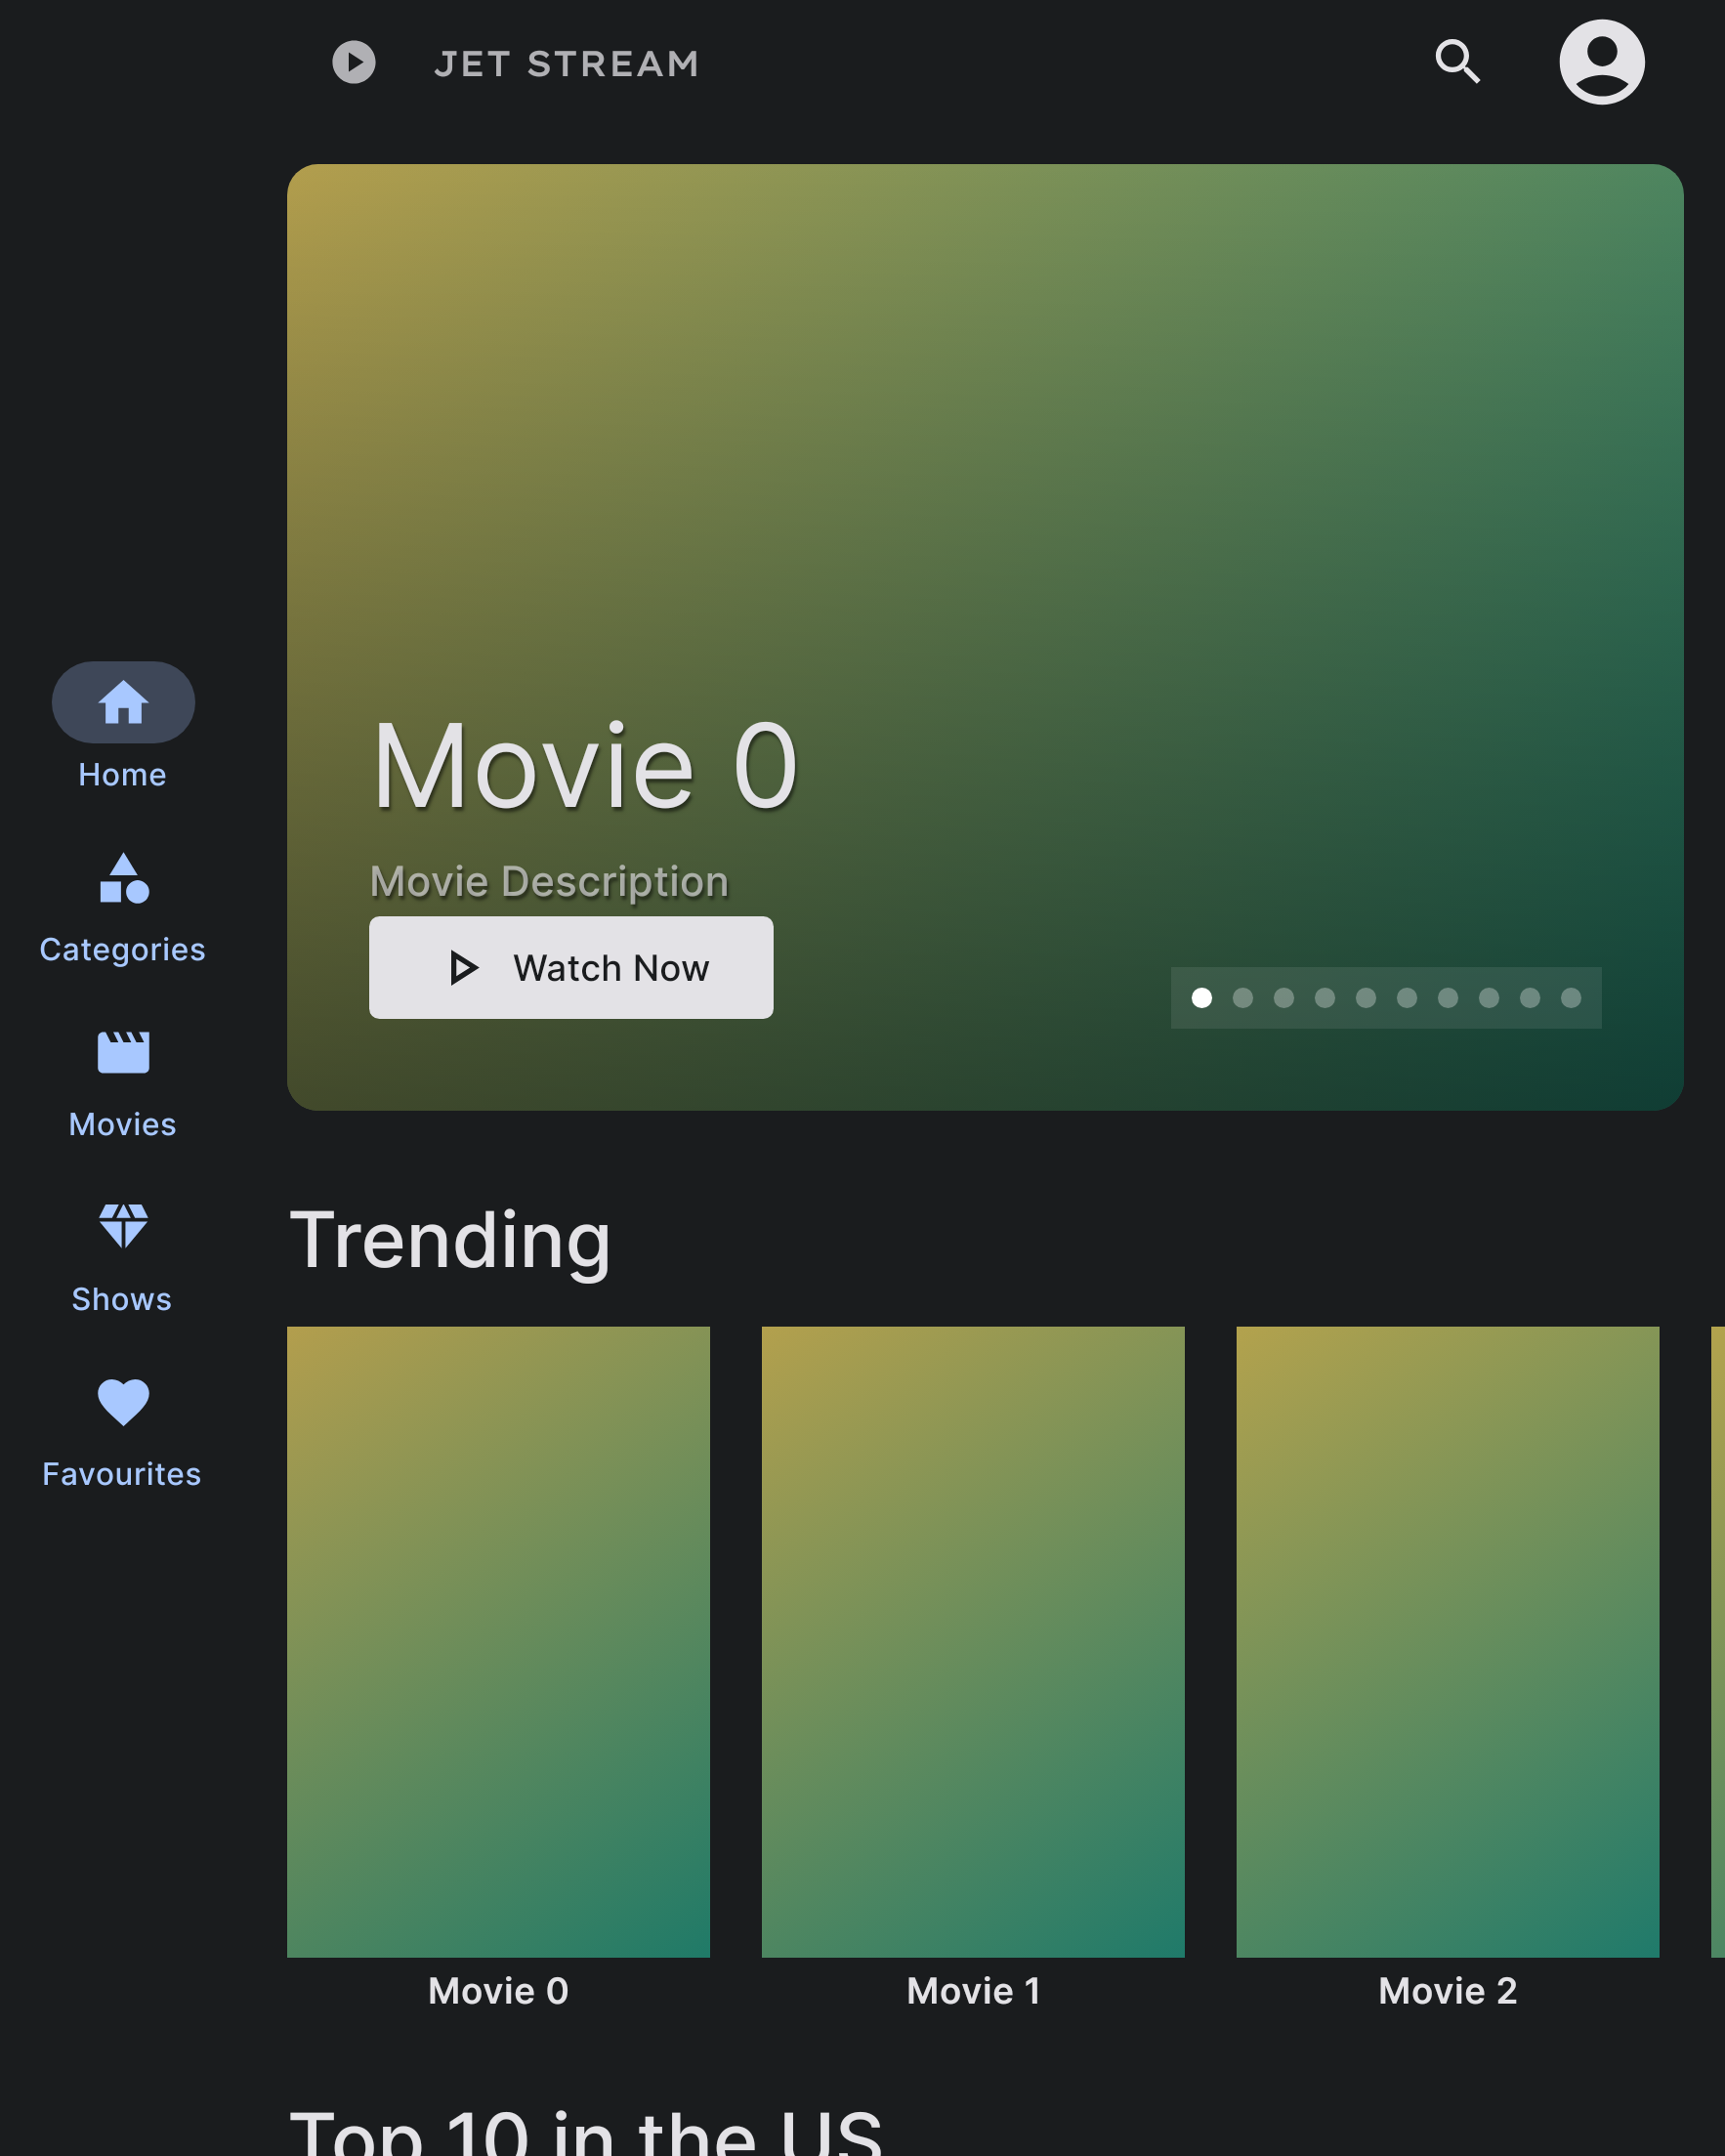 JET STREAM
Movie 0
Movie Description
Watch Now
Home
Categories
Movies
Shows
Favourites
Trending
Movie 0
Movie 1
Movie 2
Top 10 in the US